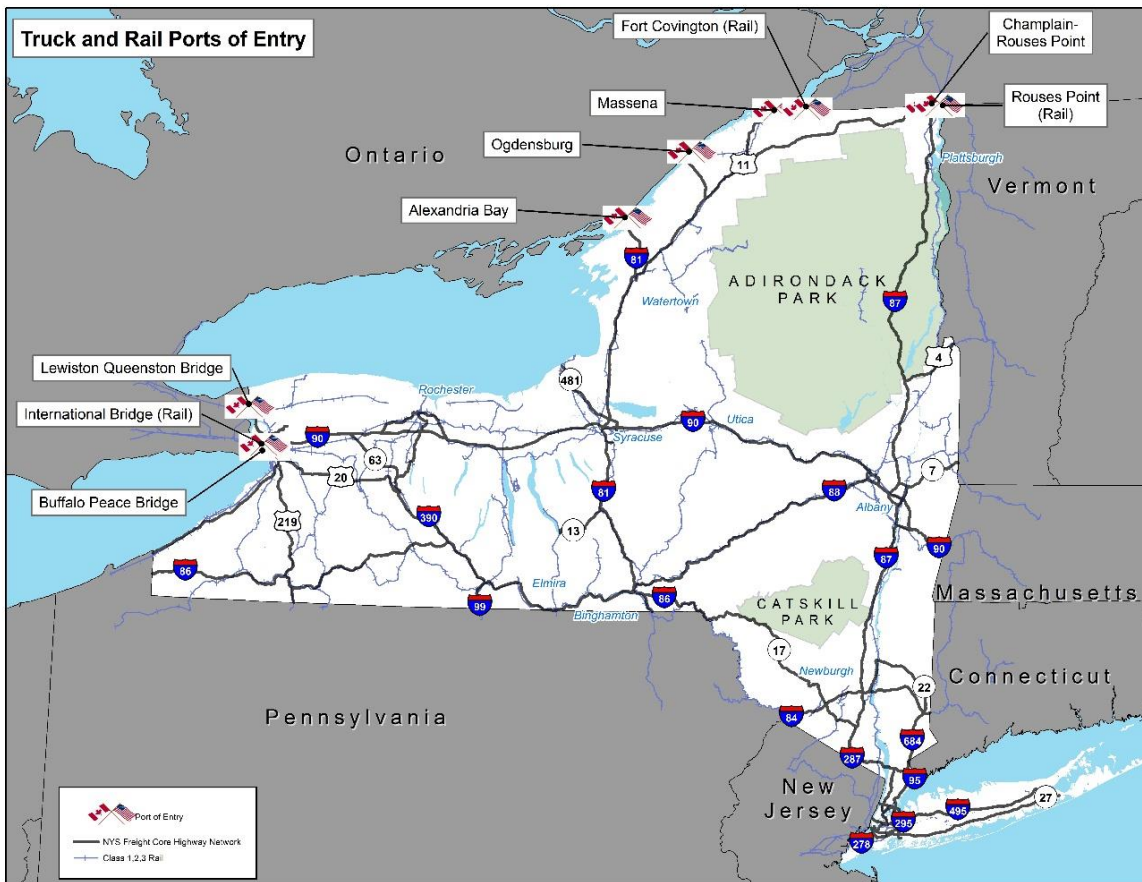 Truck and Rail Ports of Entry
Fort Covington (Rail)
Champlain-
Rouses Point
Massena
Rouses Point
(Rail)
Ogdensburg
Ontario
11
Plattsburgh
Vermont
Alexandria Bay
81
ADIRONDACK
PARK
Watertown
87
4
Lewiston Queenston Bridge
481
Rochester
International Bridge (Rail)
90
Syracuse
90
Utica
63
20
7
Buffalo Peace Bridge
81
88
Albany
219
390
13
90
87
86
Elmira
86
99
Binghamton
CATSKILL
PARK
Massachusetts
17
Newburgh
22
Connecticut
Pennsylvania
84
684
287
95
New
Jersey
495
27
295
278
Port of Entry
NYS Freight Core Highway Network
Class 1,2,3 Rail